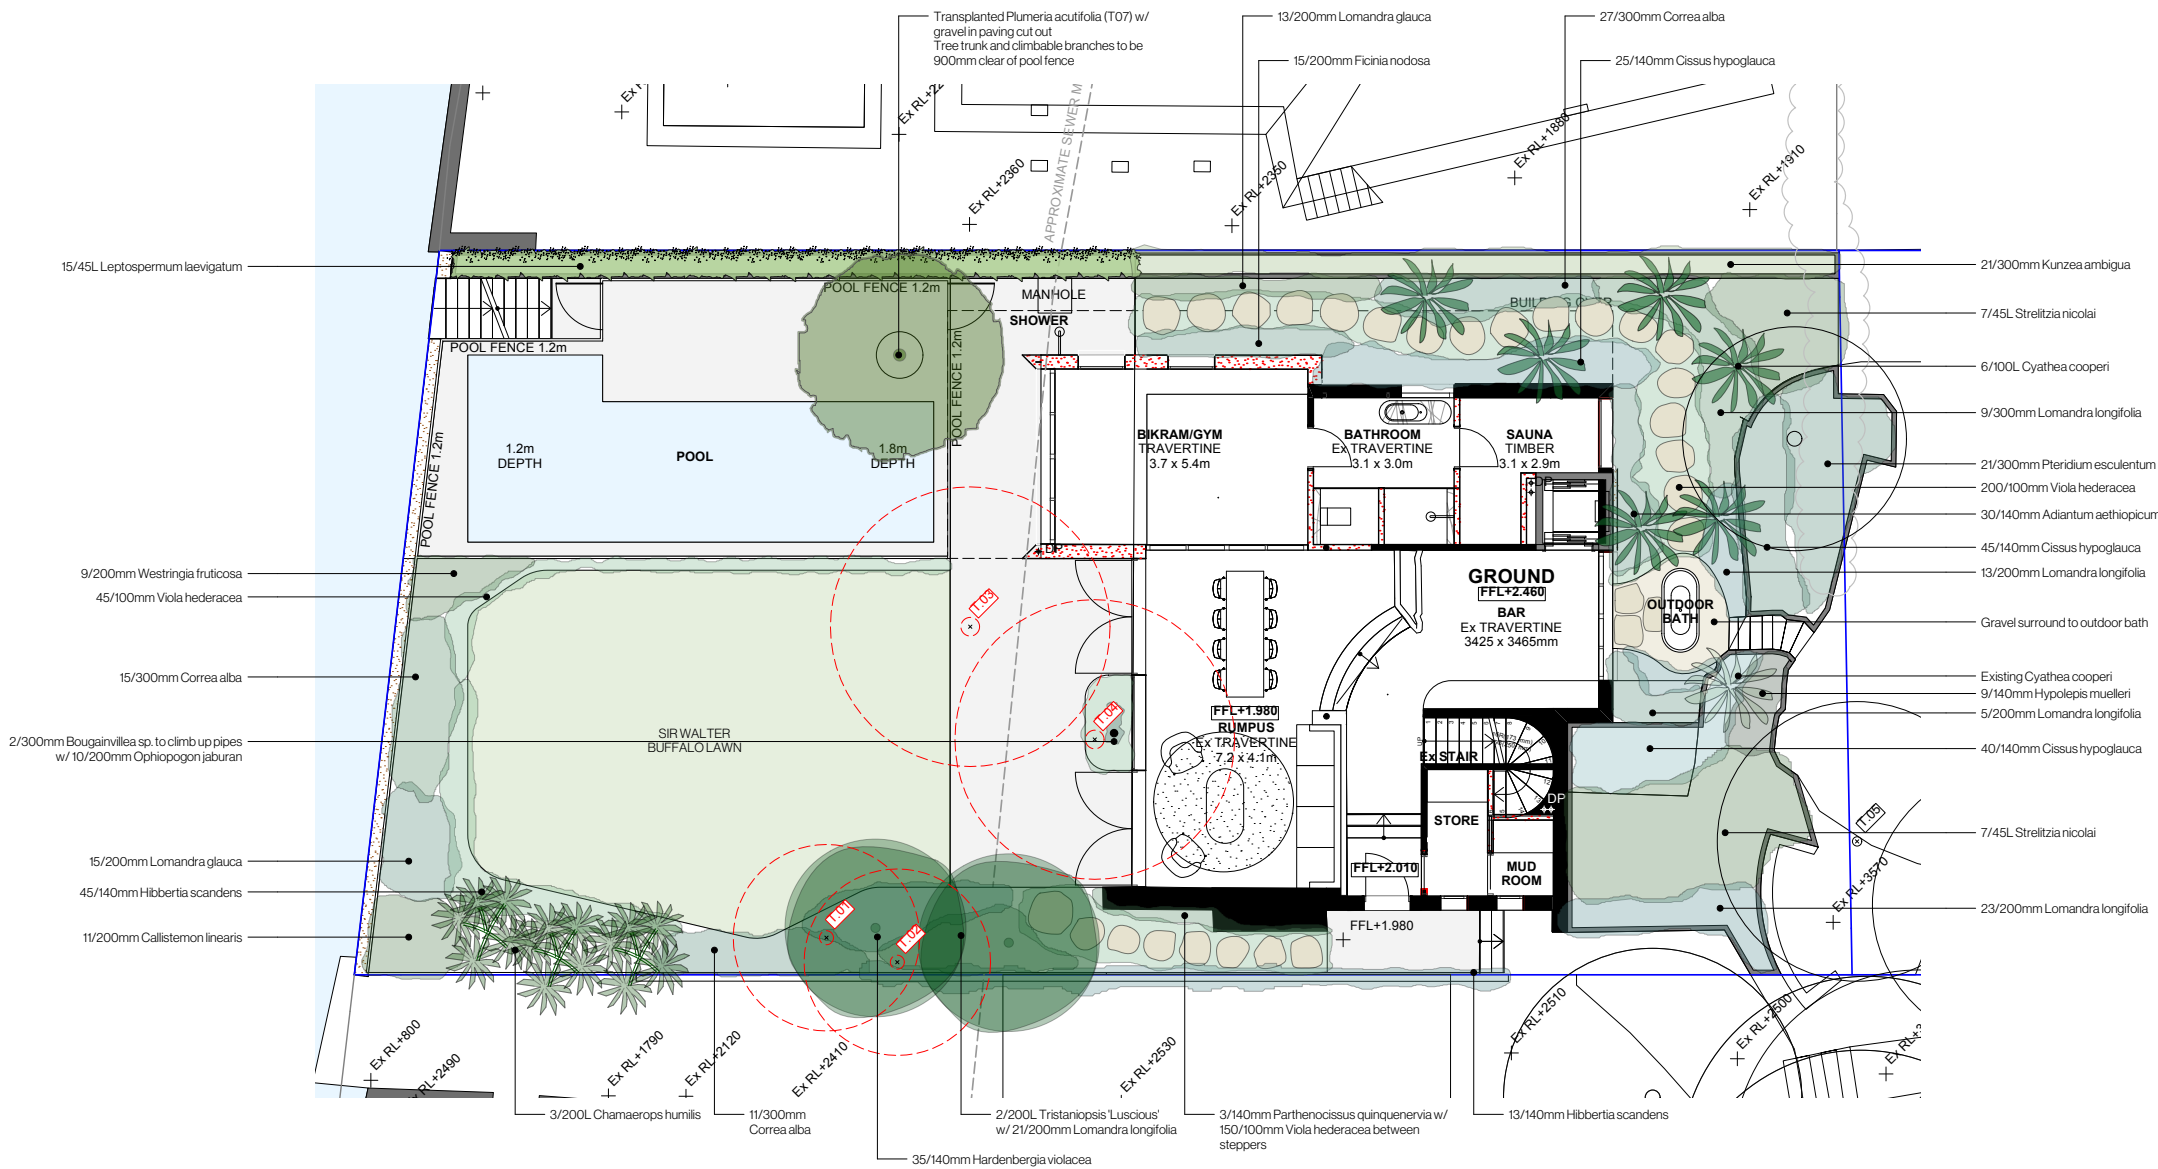 Transplanted Plumeria acutifolia (T07) w/
gravel in paving cut out
Tree trunk and climbable branches to be
900mm clear of pool fence
13/200mm Lomandra glauca
15/200mm Ficinia nodosa
27/300mm Correa alba
25/140mm Cissus hypoglauca
APPROXIMATE SEWER M
Ex RL+2360
Ex RL+2350
Ex RL+1880
Ex RL+1910
15/45L Leptospermum laevigatum
POOL FENCE 1.2m
MANHOLE
SHOWER
POOL FENCE 1.2m
POOL FENCE 1.2m
POOL FENCE 1.2m
1.2m
DEPTH
POOL
1.8m
DEPTH
BIKRAM/GYM
TRAVERTINE
3.7 x 5.4m
BATHROOM
Ex TRAVERTINE
3.1 x 3.0m
SAUNA
TIMBER
3.1 x 2.9m
DP
DP
21/300mm Kunzea ambigua
7/45L Strelitzia nicolai
6/100L Cyathea cooperi
9/300mm Lomandra longifolia
21/300mm Pteridium esculentum
200/100mm Viola hederacea
30/140mm Adiantum aethiopicum
45/140mm Cissus hypoglauca
13/200mm Lomandra longifolia
Gravel surround to outdoor bath
Existing Cyathea cooperi
9/140mm Hypolepis muelleri
5/200mm Lomandra longifolia
40/140mm Cissus hypoglauca
7/45L Strelitzia nicolai
23/200mm Lomandra longifolia
9/200mm Westringia fruticosa
45/100mm Viola hederacea
15/300mm Correa alba
2/300mm Bougainvillea sp. to climb up pipes
w/ 10/200mm Ophiopogon jaburan
15/200mm Lomandra glauca
45/140mm Hibbertia scandens
11/200mm Callistemon linearis
SIR WALTER
BUFFALO LAWN
T.03
T.04
T.01
T.02
T.05
GROUND
FFL+2.460
BAR
Ex TRAVERTINE
3425 x 3465mm
OUTDOOR
BATH
FFL+1.980
RUMPUS
Ex TRAVERTINE
7.2 x 4.1m
UP
Ex STAIR
DP
STORE
MUD
ROOM
FFL+2.010
FFL+1.980
Ex RL+3570
Ex RL+800
Ex RL+2490
Ex RL+1790
Ex RL+2120
Ex RL+2410
Ex RL+2530
Ex RL+2510
Ex RL+2500
3/200L Chamaerops humilis
11/300mm
Correa alba
35/140mm Hardenbergia violacea
2/200L Tristaniopsis 'Luscious'
w/ 21/200mm Lomandra longifolia
3/140mm Parthenocissus quinquenervia w/
150/100mm Viola hederacea between
steppers
13/140mm Hibbertia scandens